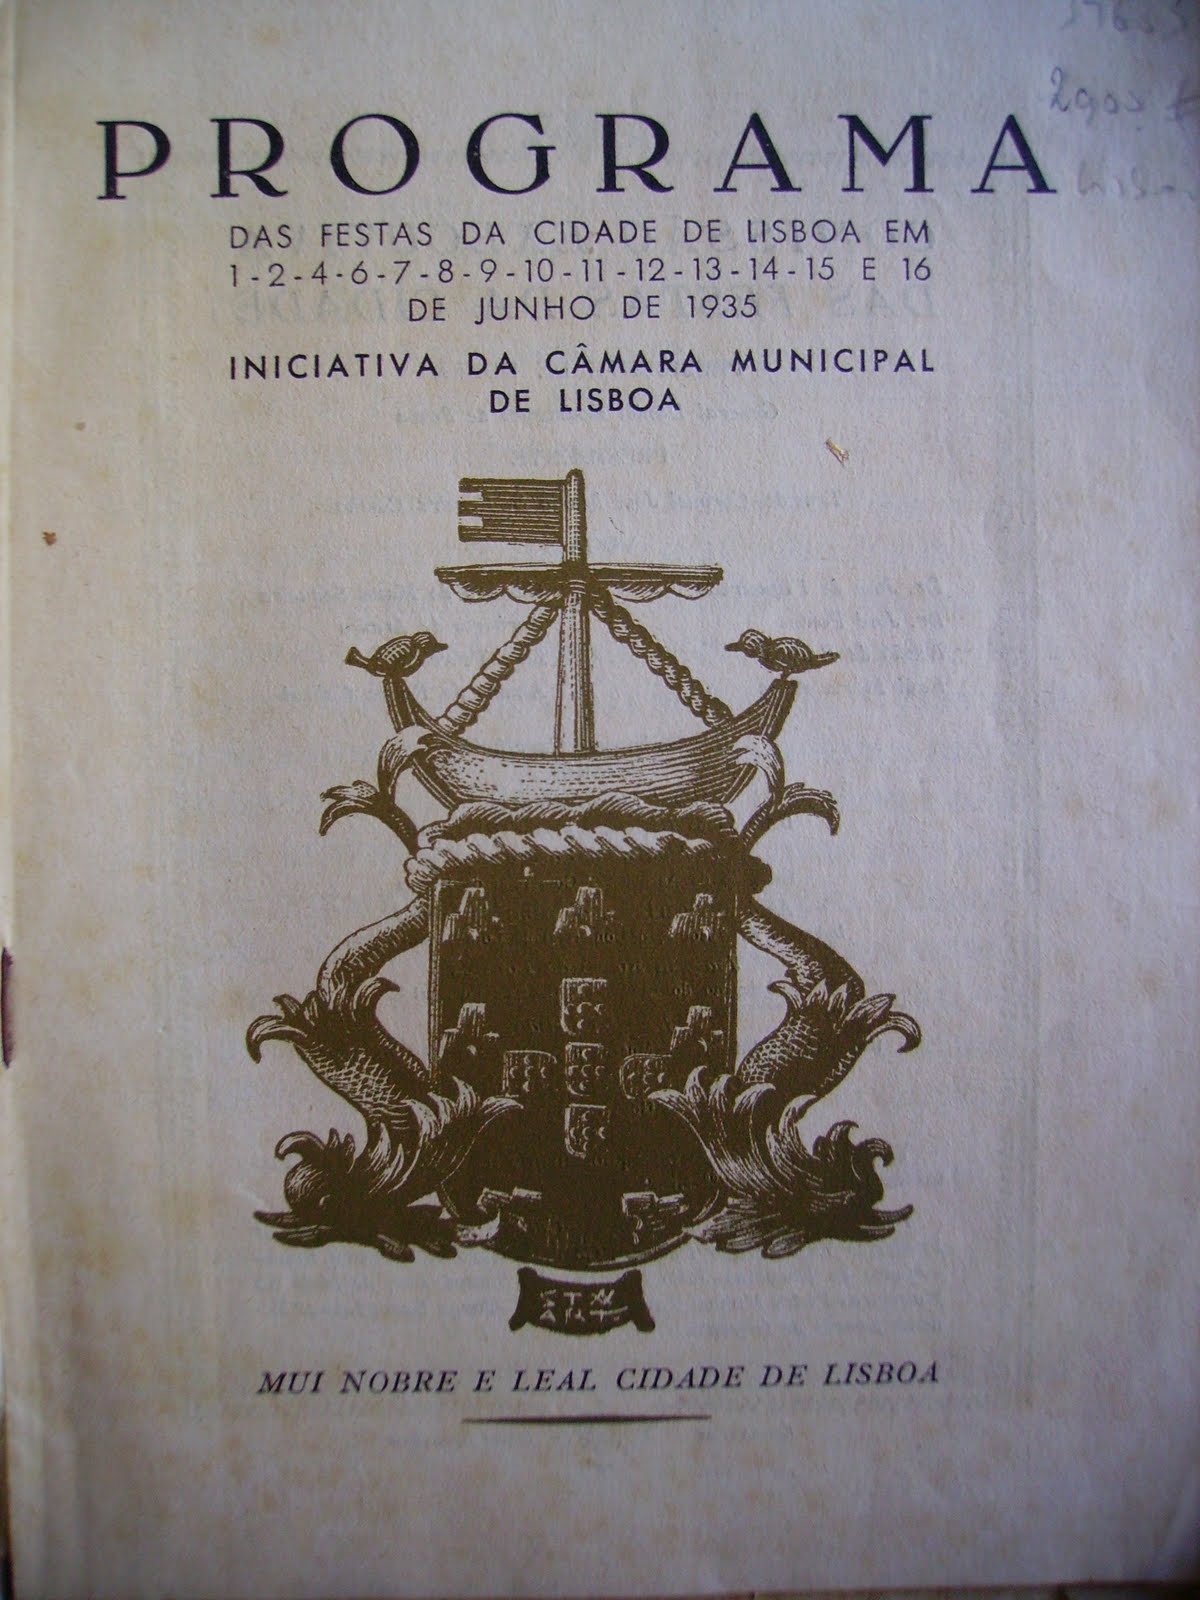 PROGRAMA
DAS FESTAS DA CIDADE DE LISBOA EM
1-2-4-6-7-8-9-10-11-12-13-14-15 E 16
DE JUNHO DE 1935
INICIATIVA DA CÂMARA MUNICIPAL
DE LISBOA
MUI NOBRE E LEAL CIDADE DE LISBOA